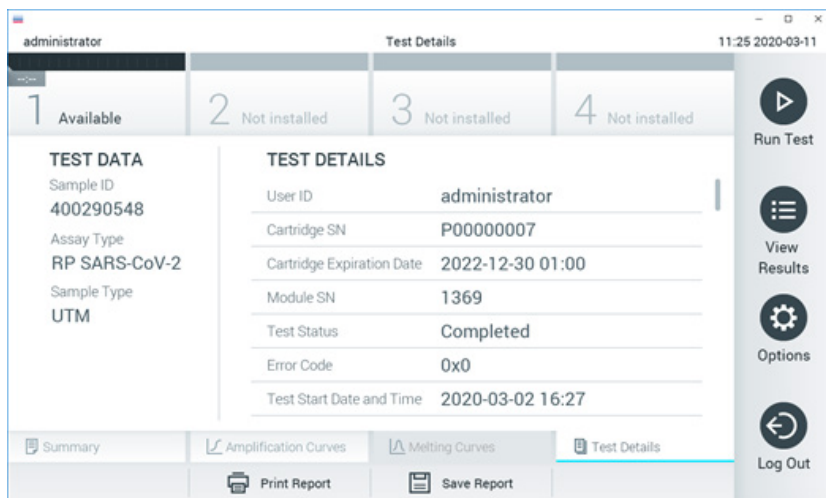 administrator Test Details 11:25 2020-03-11
--:--
1 Available 2 Not installed 3 Not installed 4 Not installed
Run Test
TEST DATA
Sample ID
400290548
Assay Type
RP SARS-CoV-2
Sample Type
UTM
TEST DETAILS
User ID administrator
Cartridge SN P00000007
Cartridge Expiration Date 2022-12-30 01:00
Module SN 1369
Test Status Completed
Error Code 0x0
Test Start Date and Time 2020-03-02 16:27
View
Results
Options
Log Out
Summary Amplification Curves Melting Curves Test Details
Print Report Save Report